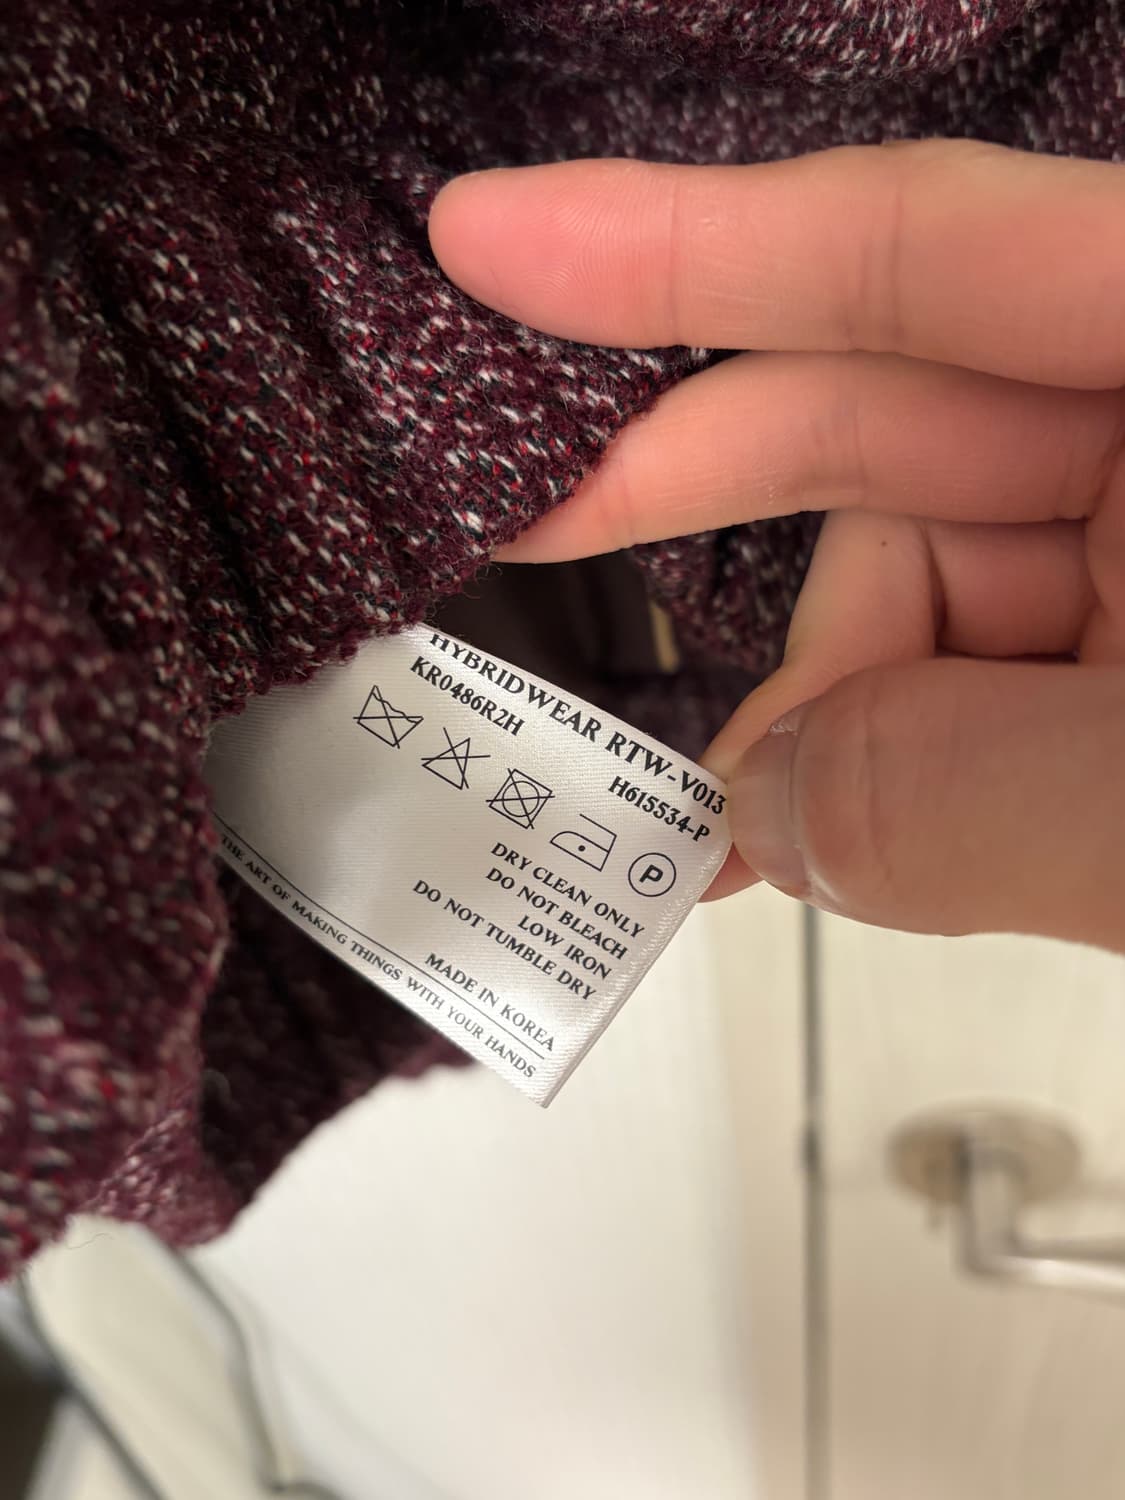 HYBRIDWEAR RTW-V013
KR0486R2H
H615534-P
P
DRY CLEAN ONLY
DO NOT BLEACH
LOW IRON
DO NOT TUMBLE DRY
MADE IN KOREA
THE ART OF MAKING THINGS WITH YOUR HANDS